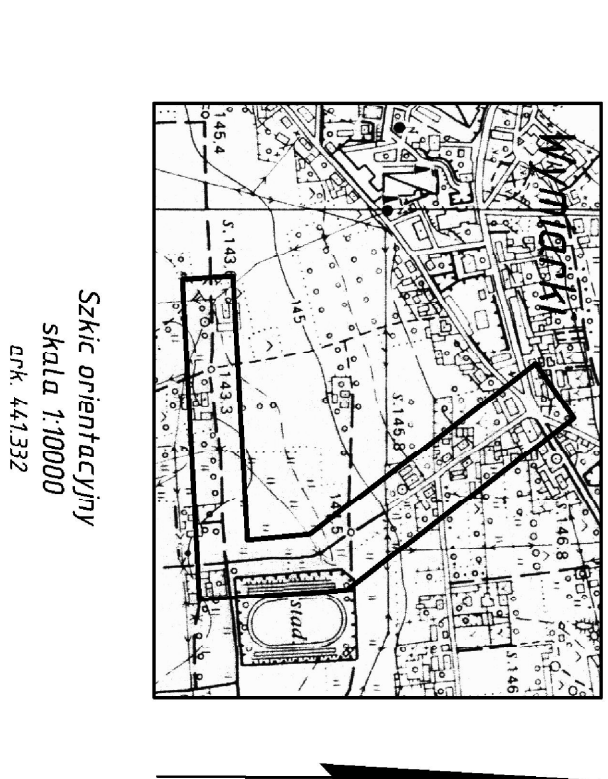 Wymiarki
145.4
s.143.
145
143.3
s.145.8
s.146.8
s.146
stad
Szkic orientacyjny
skala 1:10000
ark. 441.332